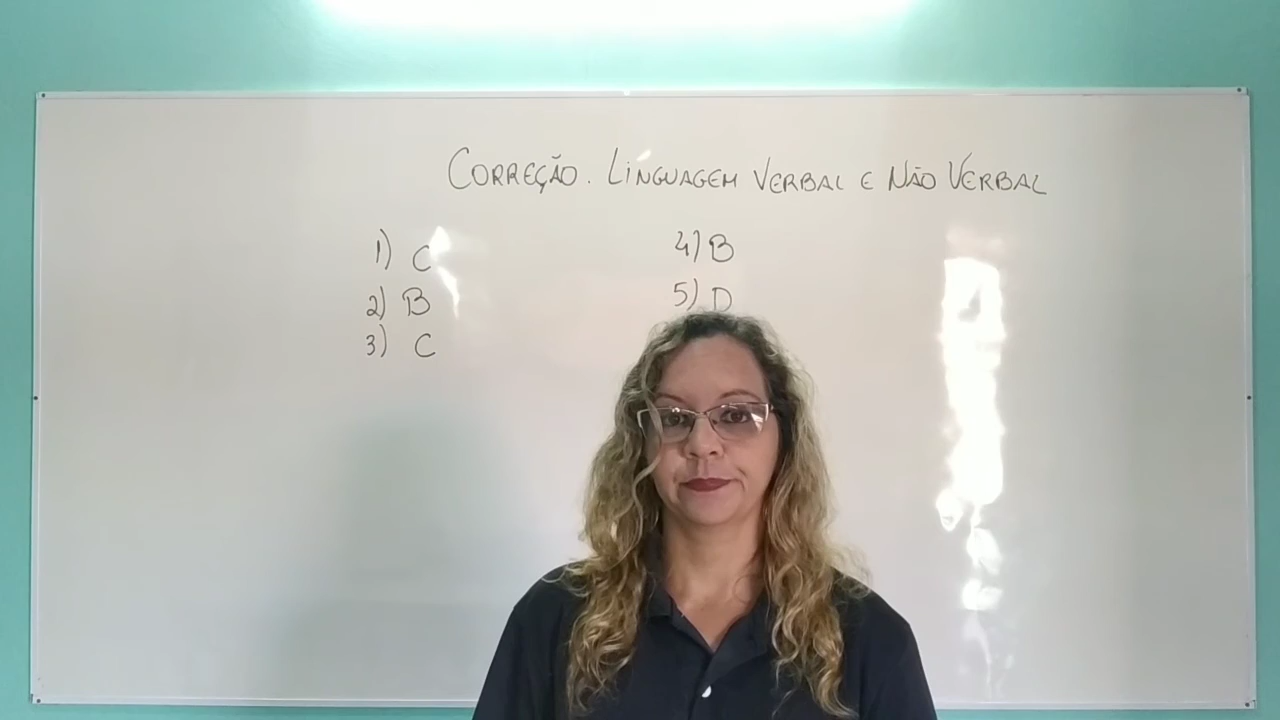 CORREÇÃO. LINGUAGEM VERBAL E NÃO VERBAL
1) C
2) B
3) C
4) B
5) D